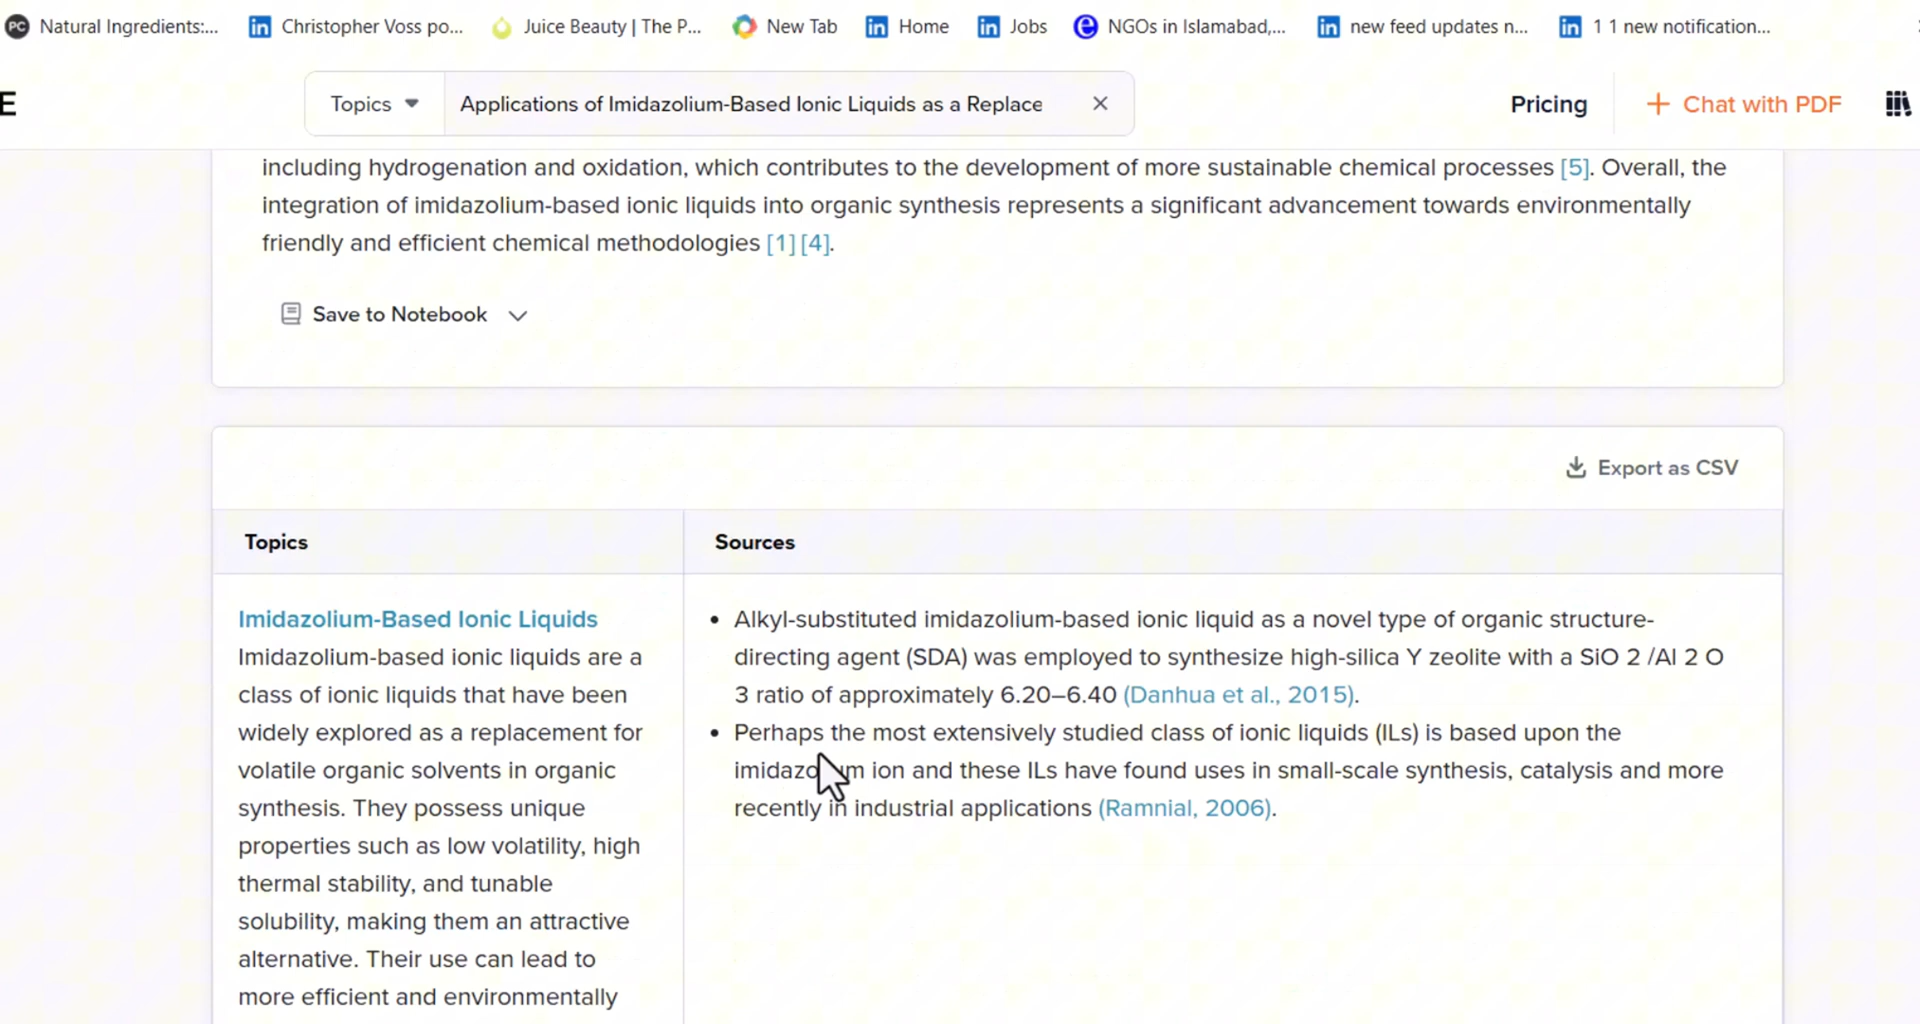 Natural Ingredients:... Christopher Voss po... Juice Beauty | The P... New Tab Home Jobs NGOs in Islamabad,... new feed updates n... 1 1 new notification...
E Topics Applications of Imidazolium-Based Ionic Liquids as a Replace Pricing + Chat with PDF
including hydrogenation and oxidation, which contributes to the development of more sustainable chemical processes [5]. Overall, the
integration of imidazolium-based ionic liquids into organic synthesis represents a significant advancement towards environmentally
friendly and efficient chemical methodologies [1] [4].
Save to Notebook
Export as CSV
Topics
Sources
Imidazolium-Based Ionic Liquids
Imidazolium-based ionic liquids are a
class of ionic liquids that have been
widely explored as a replacement for
volatile organic solvents in organic
synthesis. They possess unique
properties such as low volatility, high
thermal stability, and tunable
solubility, making them an attractive
alternative. Their use can lead to
more efficient and environmentally
• Alkyl-substituted imidazolium-based ionic liquid as a novel type of organic structure-
directing agent (SDA) was employed to synthesize high-silica Y zeolite with a SiO 2 /Al 2 O
3 ratio of approximately 6.20–6.40 (Danhua et al., 2015).
• Perhaps the most extensively studied class of ionic liquids (ILs) is based upon the
imidazolium ion and these ILs have found uses in small-scale synthesis, catalysis and more
recently in industrial applications (Ramnial, 2006).